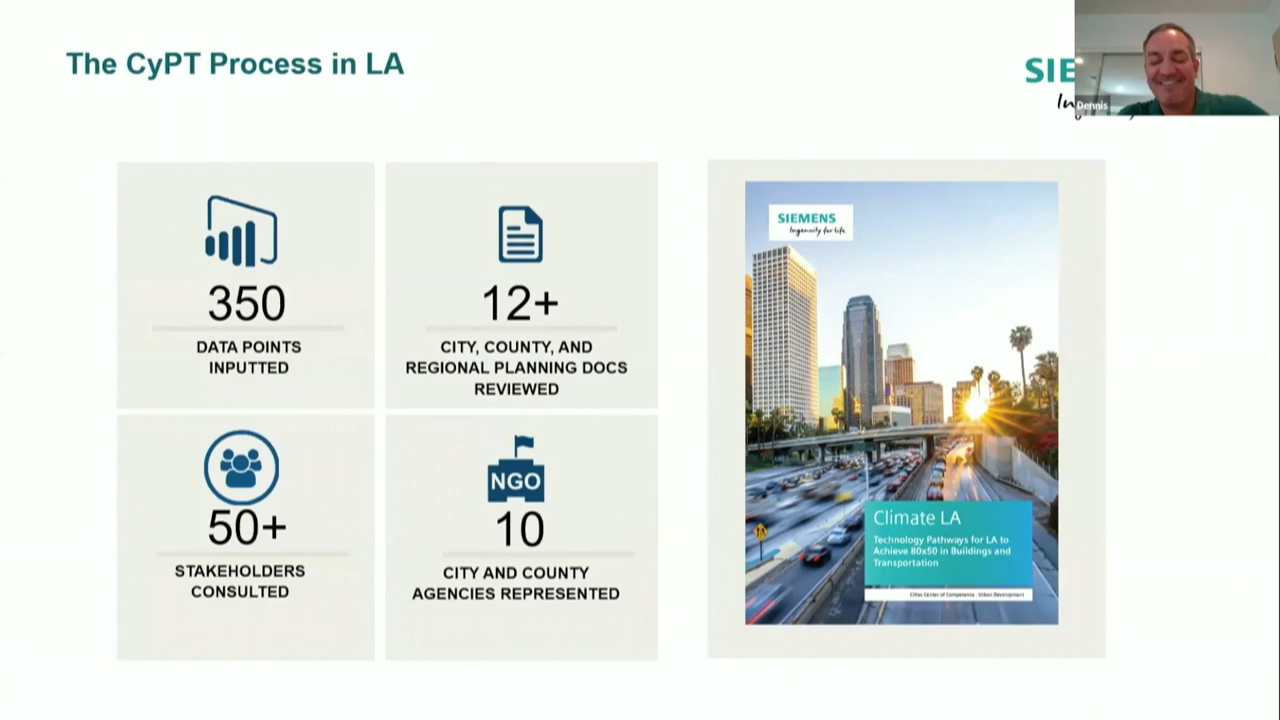 The CyPT Process in LA
SIE
Dennis
350
DATA POINTS
INPUTTED
12+
CITY, COUNTY, AND
REGIONAL PLANNING DOCS
REVIEWED
50+
STAKEHOLDERS
CONSULTED
NGO
10
CITY AND COUNTY
AGENCIES REPRESENTED
SIEMENS
Ingenuity for life
Climate LA
Technology Pathways for LA to
Achieve 80x50 in Buildings and
Transportation
Cities Center of Competence - Urban Development